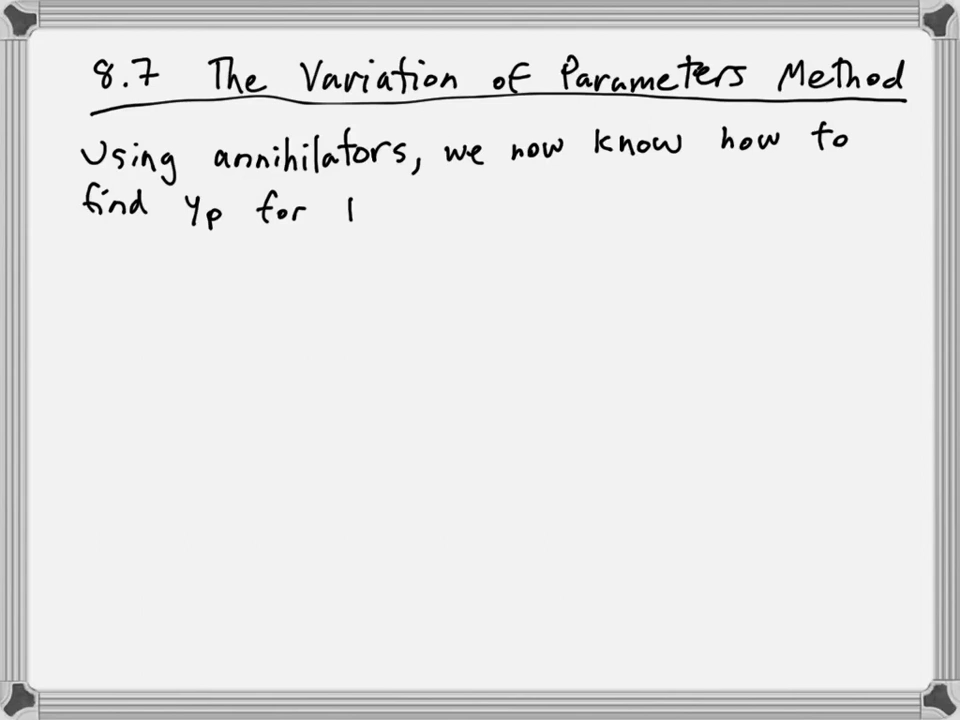 8.7 The Variation of Parameters Method
Using annihilators, we now know how to
find yp for